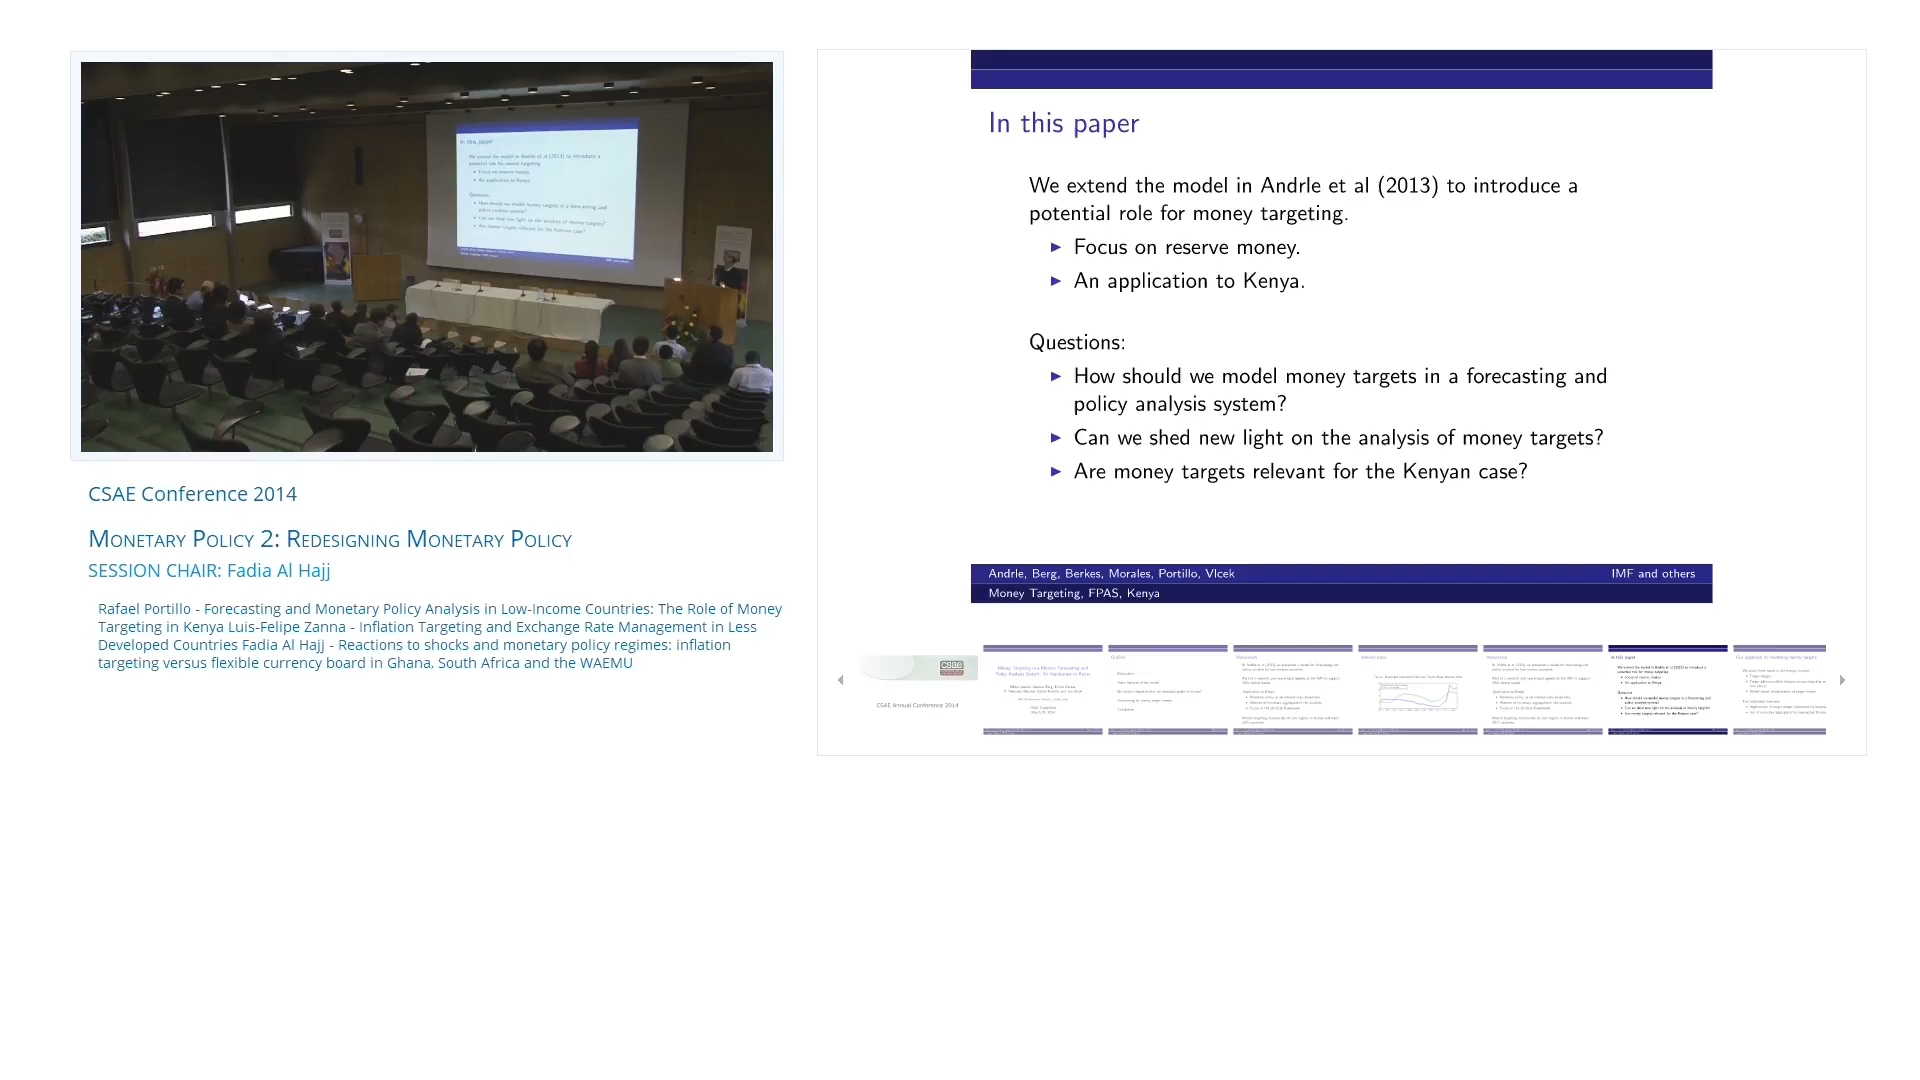 In this paper
We extend the model in Andrle et al (2013) to introduce a
potential role for money targeting.
Focus on reserve money.
An application to Kenya.
Questions:
How should we model money targets in a forecasting and
policy analysis system?
Can we shed new light on the analysis of money targets?
Are money targets relevant for the Kenyan case?
Andrle, Berg, Berkes, Morales, Portillo, Vlcek
IMF and others
Money Targeting, FPAS, Kenya
CSAE Conference 2014
Monetary Policy 2: Redesigning Monetary Policy
SESSION CHAIR: Fadia Al Hajj
Rafael Portillo - Forecasting and Monetary Policy Analysis in Low-Income Countries: The Role of Money
Targeting in Kenya Luis-Felipe Zanna - Inflation Targeting and Exchange Rate Management in Less
Developed Countries Fadia Al Hajj - Reactions to shocks and monetary policy regimes: inflation
targeting versus flexible currency board in Ghana, South Africa and the WAEMU
csae
CSAE Annual Conference 2014